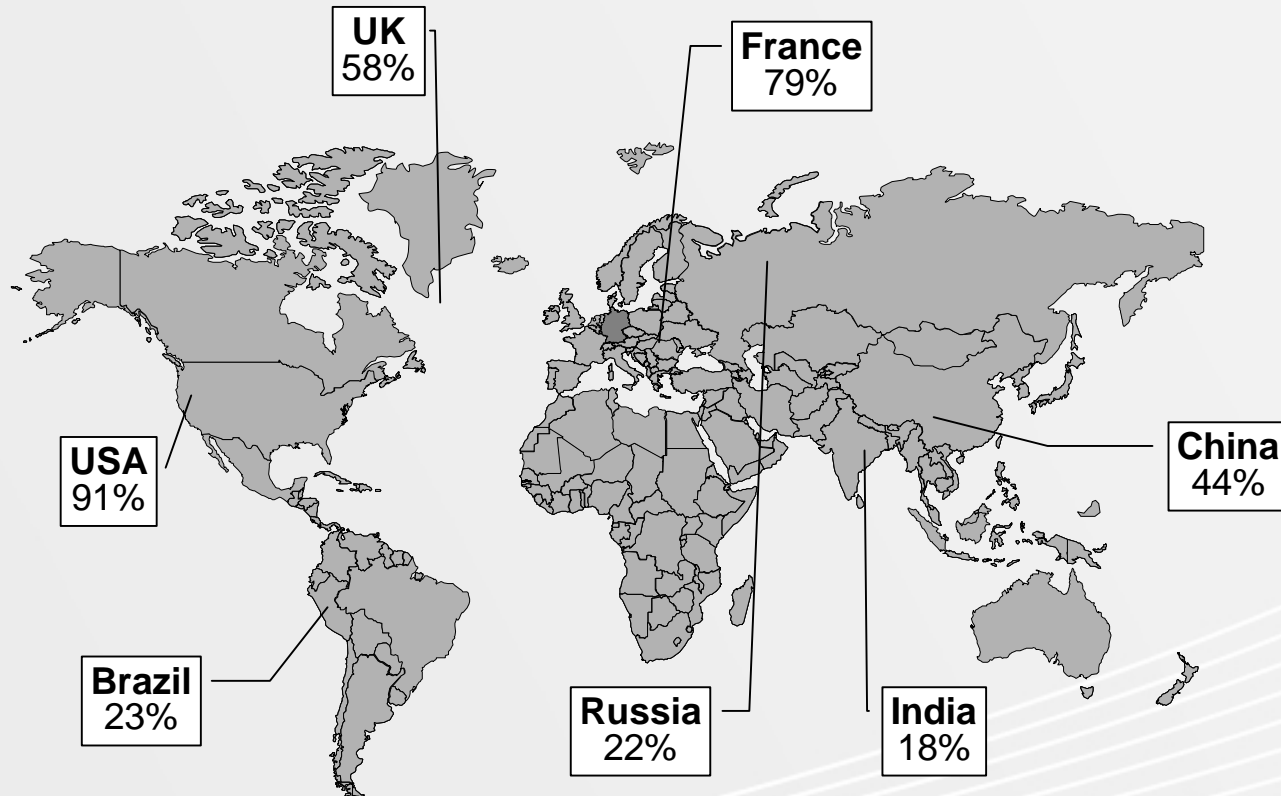 UK
58%
France
79%
USA
91%
China
44%
Brazil
23%
Russia
22%
India
18%